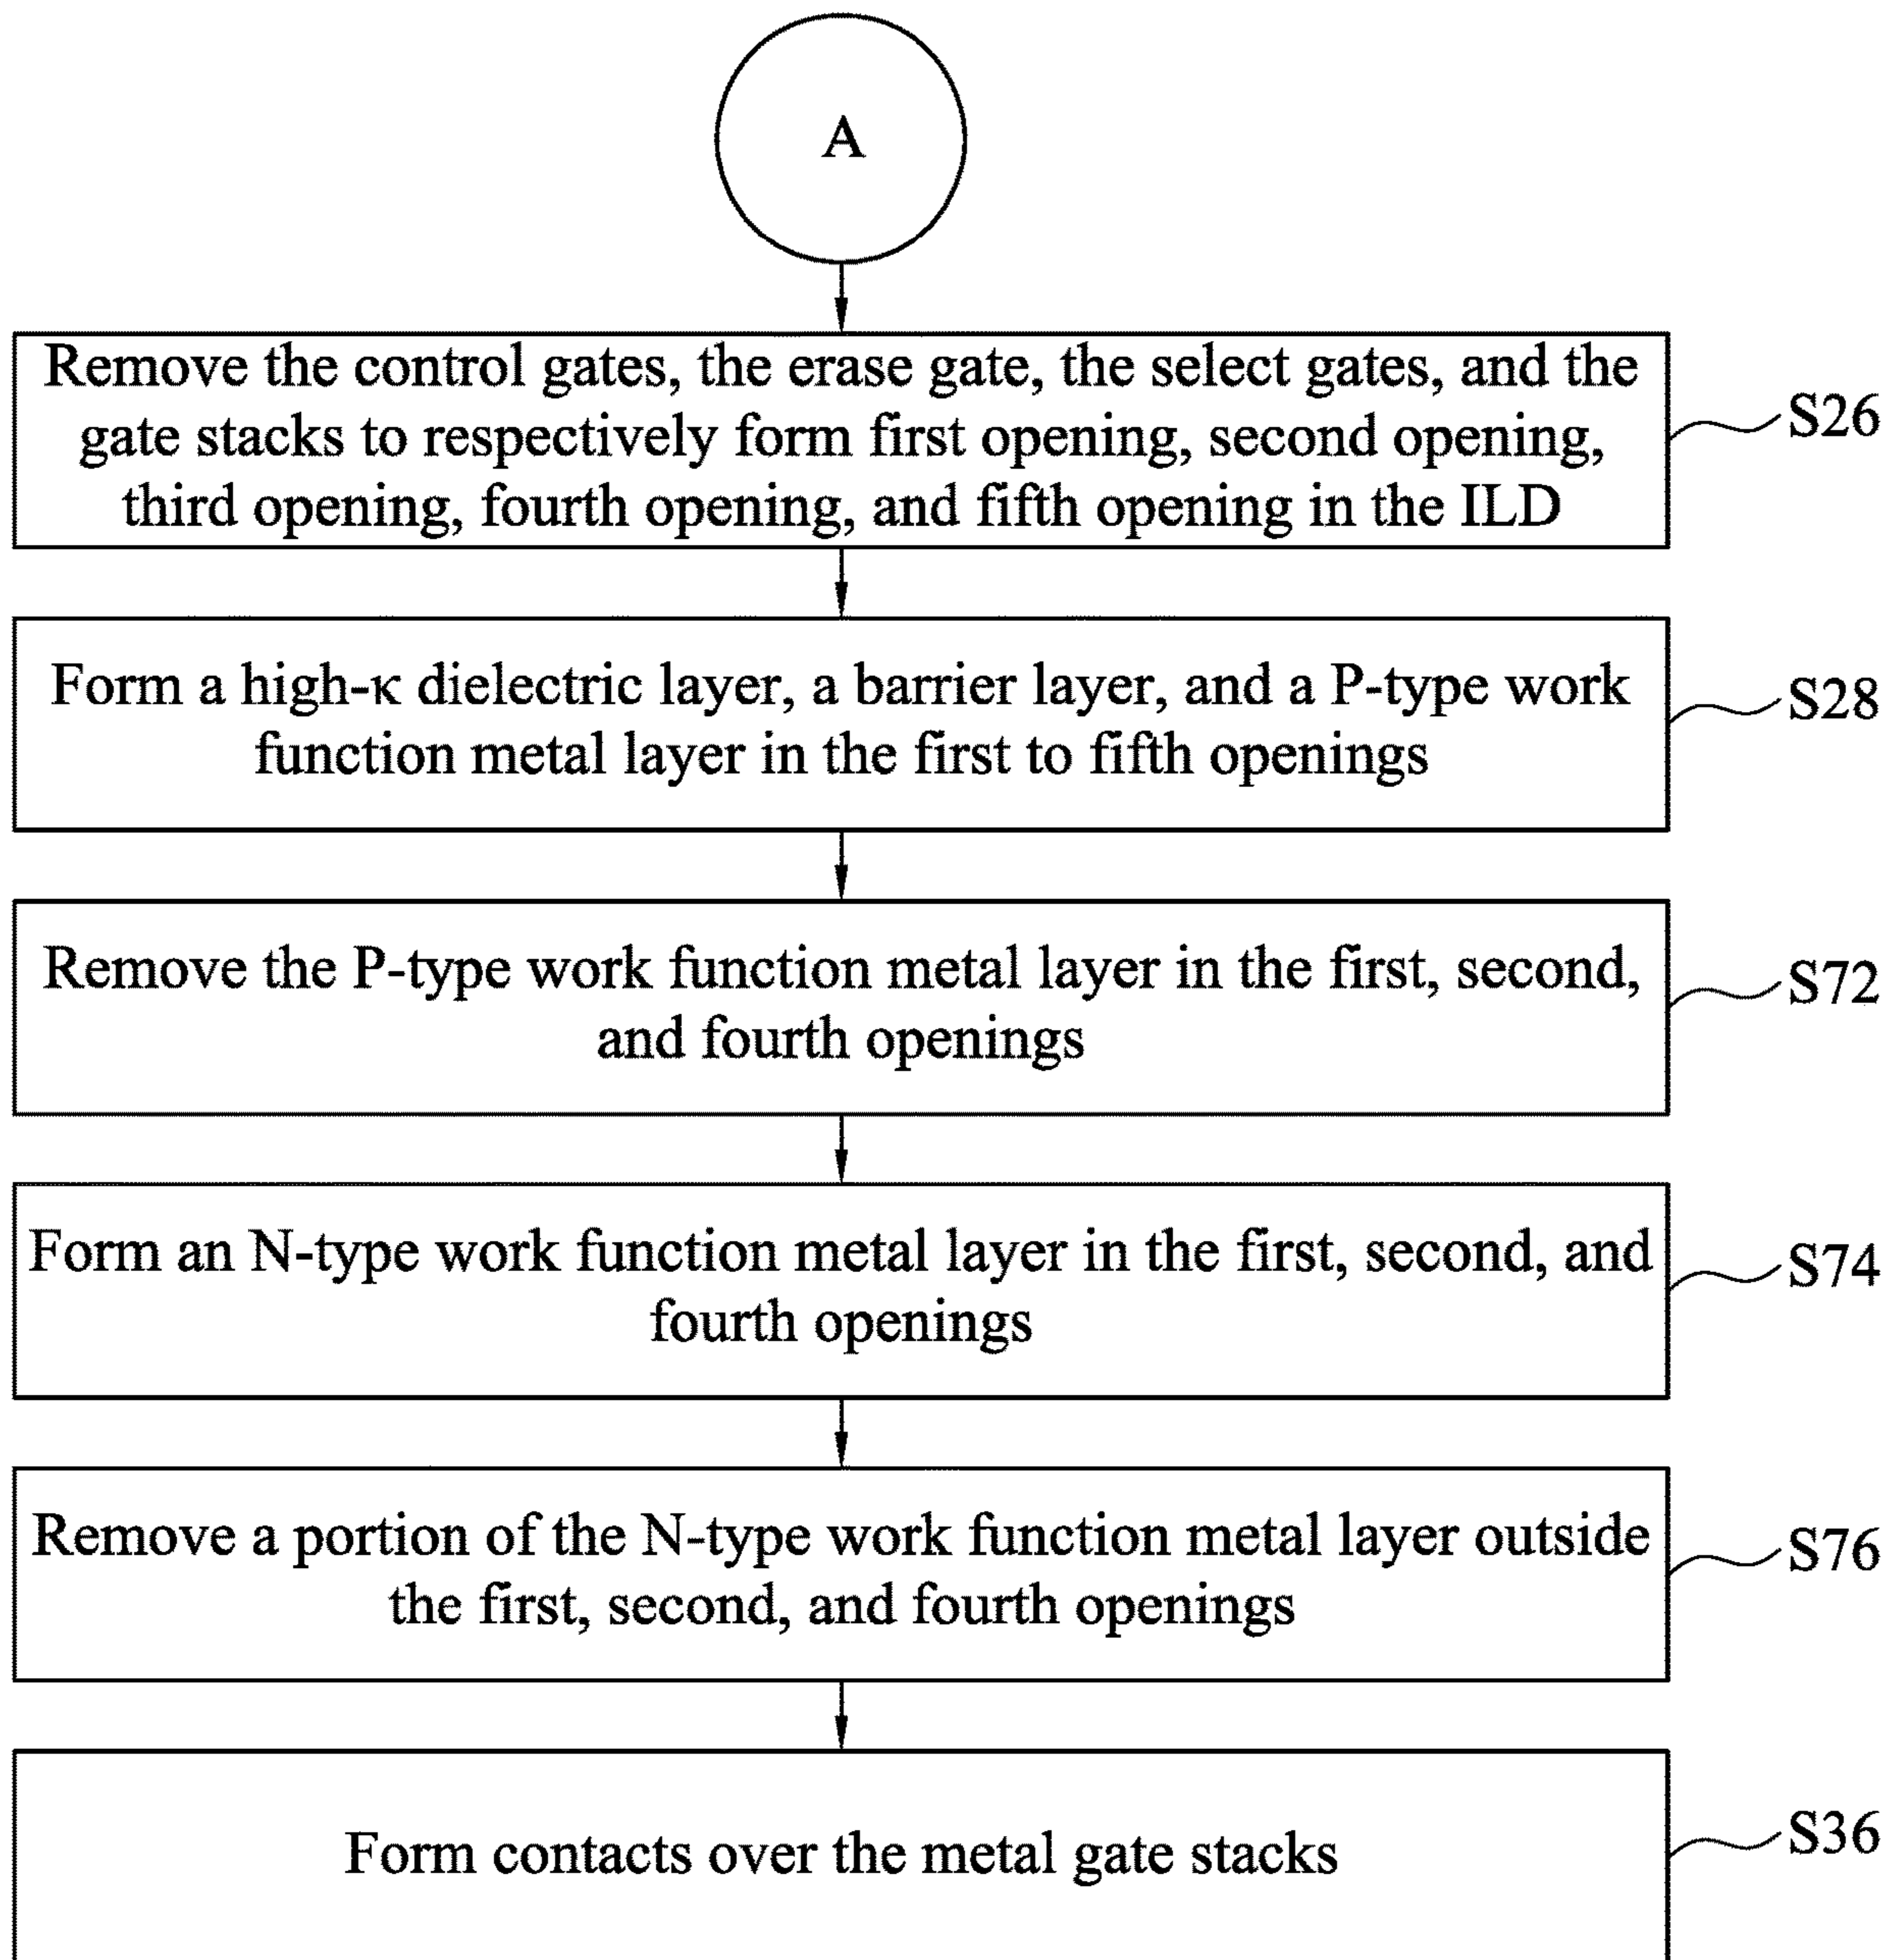 A
Remove the control gates, the erase gate, the select gates, and the
gate stacks to respectively form first opening, second opening,
third opening, fourth opening, and fifth opening in the ILD
S26
Form a high-κ dielectric layer, a barrier layer, and a P-type work
function metal layer in the first to fifth openings
S28
Remove the P-type work function metal layer in the first, second,
and fourth openings
S72
Form an N-type work function metal layer in the first, second, and
fourth openings
S74
Remove a portion of the N-type work function metal layer outside
the first, second, and fourth openings
S76
Form contacts over the metal gate stacks
S36